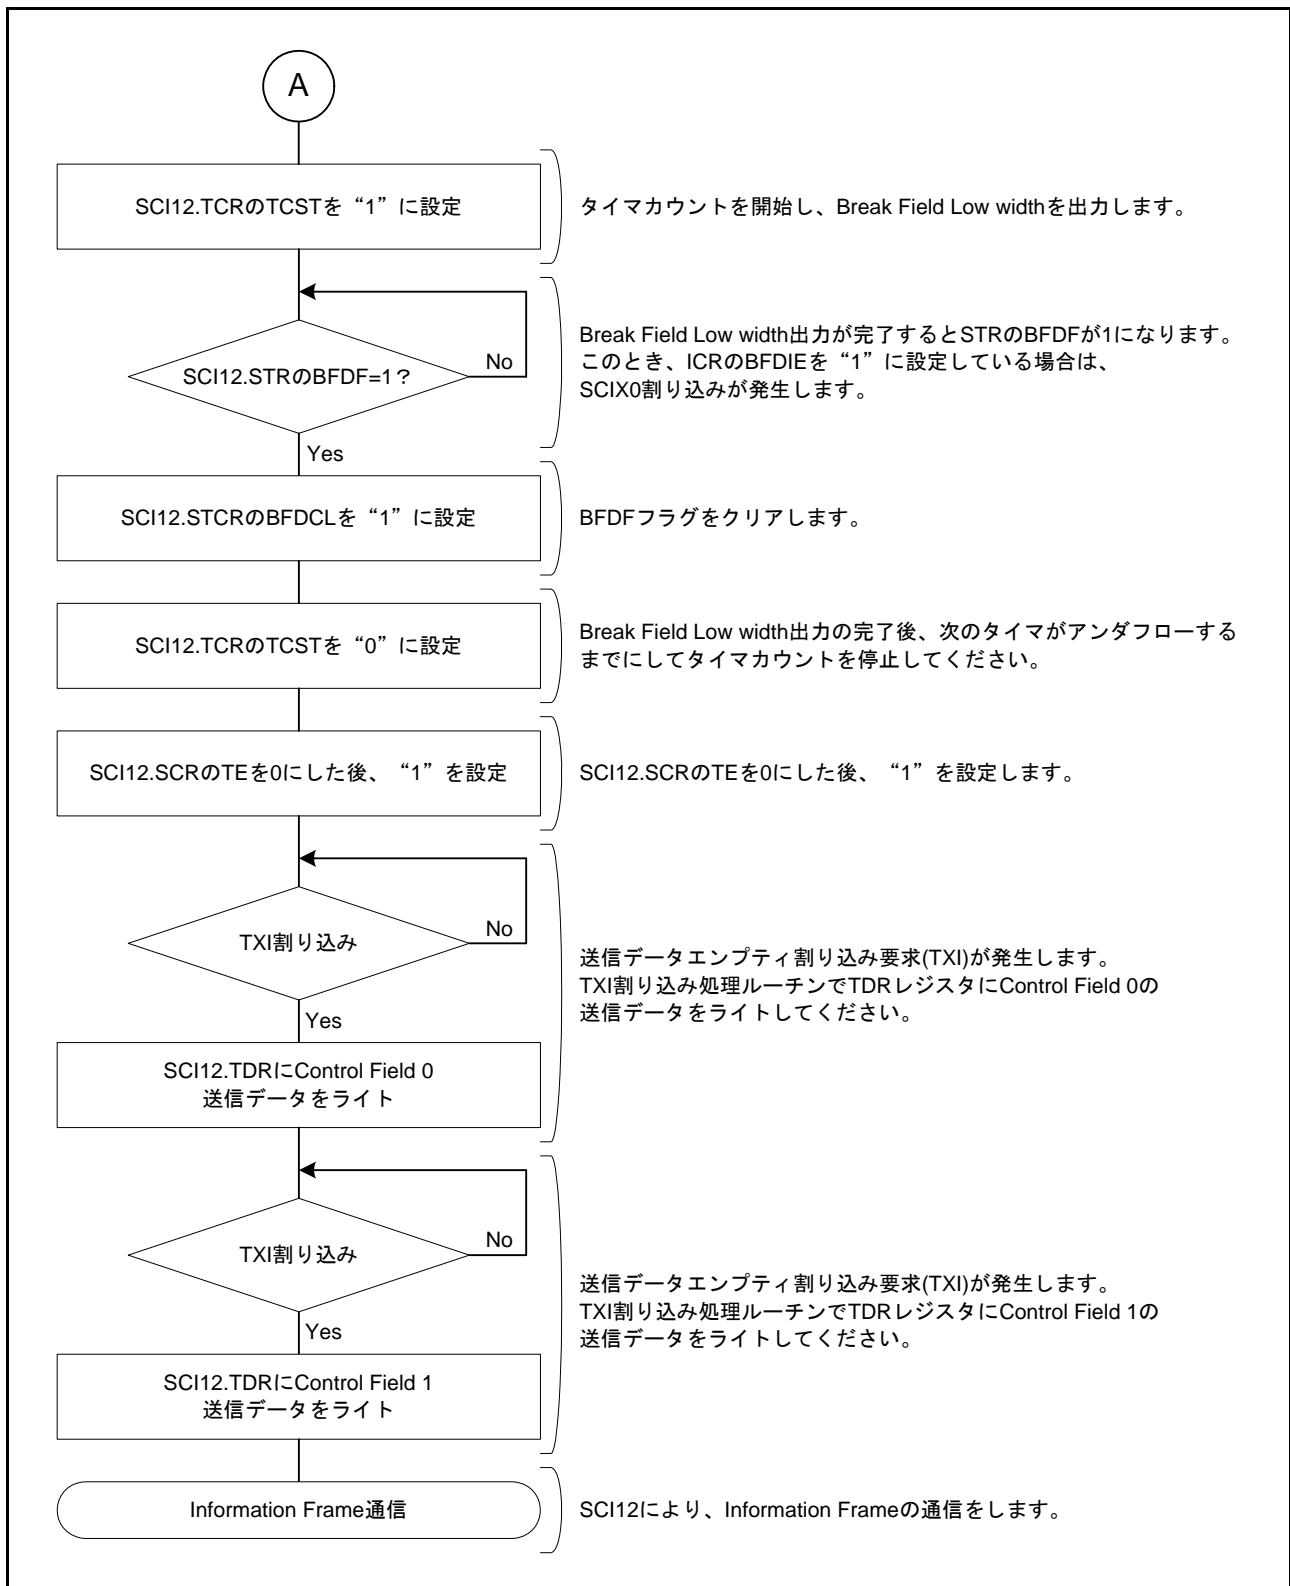 A
SCI12.TCRのTCSTを“1”に設定
タイマカウントを開始し、Break Field Low widthを出力します。
SCI12.STRのBFDF=1？
No
Yes
Break Field Low width出力が完了するとSTRのBFDFが1になります。
このとき、ICRのBFDIEを“1”に設定している場合は、
SCIX0割り込みが発生します。
SCI12.STCRのBFDCLを“1”に設定
BFDFフラグをクリアします。
SCI12.TCRのTCSTを“0”に設定
Break Field Low width出力の完了後、次のタイマがアンダフローする
までにしてタイマカウントを停止してください。
SCI12.SCRのTEを0にした後、“1”を設定
SCI12.SCRのTEを0にした後、“1”を設定します。
TXI割り込み
No
Yes
送信データエンプティ割り込み要求(TXI)が発生します。
TXI割り込み処理ルーチンでTDRレジスタにControl Field 0の
送信データをライトしてください。
SCI12.TDRにControl Field 0
送信データをライト
TXI割り込み
No
Yes
送信データエンプティ割り込み要求(TXI)が発生します。
TXI割り込み処理ルーチンでTDRレジスタにControl Field 1の
送信データをライトしてください。
SCI12.TDRにControl Field 1
送信データをライト
Information Frame通信
SCI12により、Information Frameの通信をします。